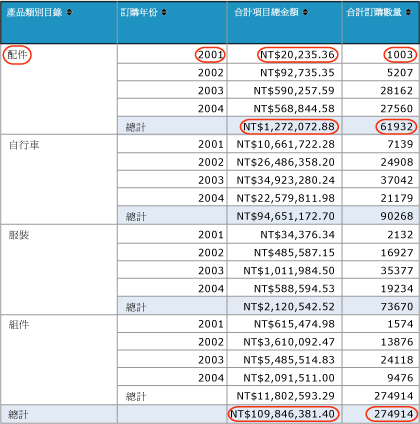 產品類別目錄 訂購年份 合計項目總金額 合計訂購數量
配件 2001 NT$20,235.36 1003
2002 NT$92,735.35 5207
2003 NT$590,257.59 28162
2004 NT$568,844.58 27560
總計 NT$1,272,072.88 61932
自行車 2001 NT$10,661,722.28 7139
2002 NT$26,486,358.20 24908
2003 NT$34,923,280.24 37042
2004 NT$22,579,811.98 21179
總計 NT$94,651,172.70 90268
服裝 2001 NT$34,376.34 2132
2002 NT$485,587.15 16927
2003 NT$1,011,984.50 35377
2004 NT$588,594.53 19234
總計 NT$2,120,542.52 73670
組件 2001 NT$615,474.98 1574
2002 NT$3,610,092.47 13876
2003 NT$5,485,514.83 24118
2004 NT$2,091,511.00 9476
總計 NT$11,802,593.29 274914
總計 NT$109,846,381.40 274914